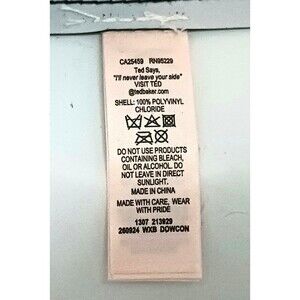 CA25459 RN95229
Ted Says,
"I'll never leave your side"
VISIT TED
@tedbaker.com
SHELL: 100% POLYVINYL
CHLORIDE
DO NOT USE PRODUCTS
CONTAINING BLEACH,
OIL OR ALCOHOL. DO
NOT LEAVE IN DIRECT
SUNLIGHT.
MADE IN CHINA
MADE WITH CARE, WEAR
WITH PRIDE
1307 213929
260924 WXB DOWCON